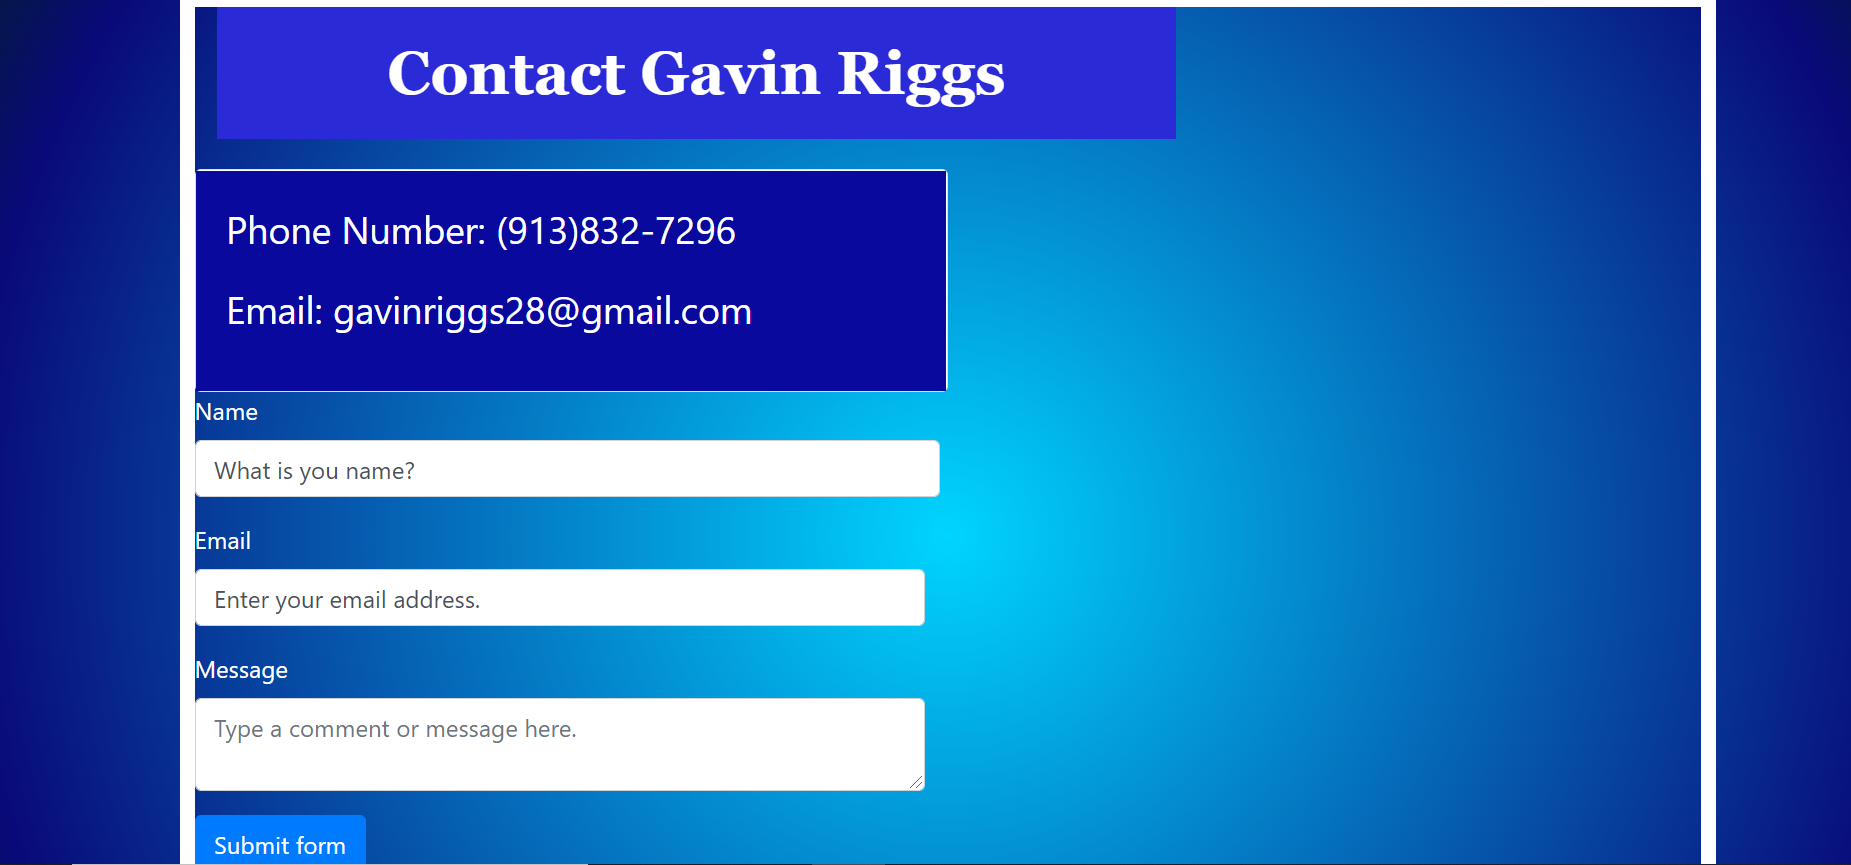 Contact Gavin Riggs
Phone Number: (913)832-7296
Email: gavinriggs28@gmail.com
Name
What is you name?
Email
Enter your email address.
Message
Type a comment or message here.
Submit form